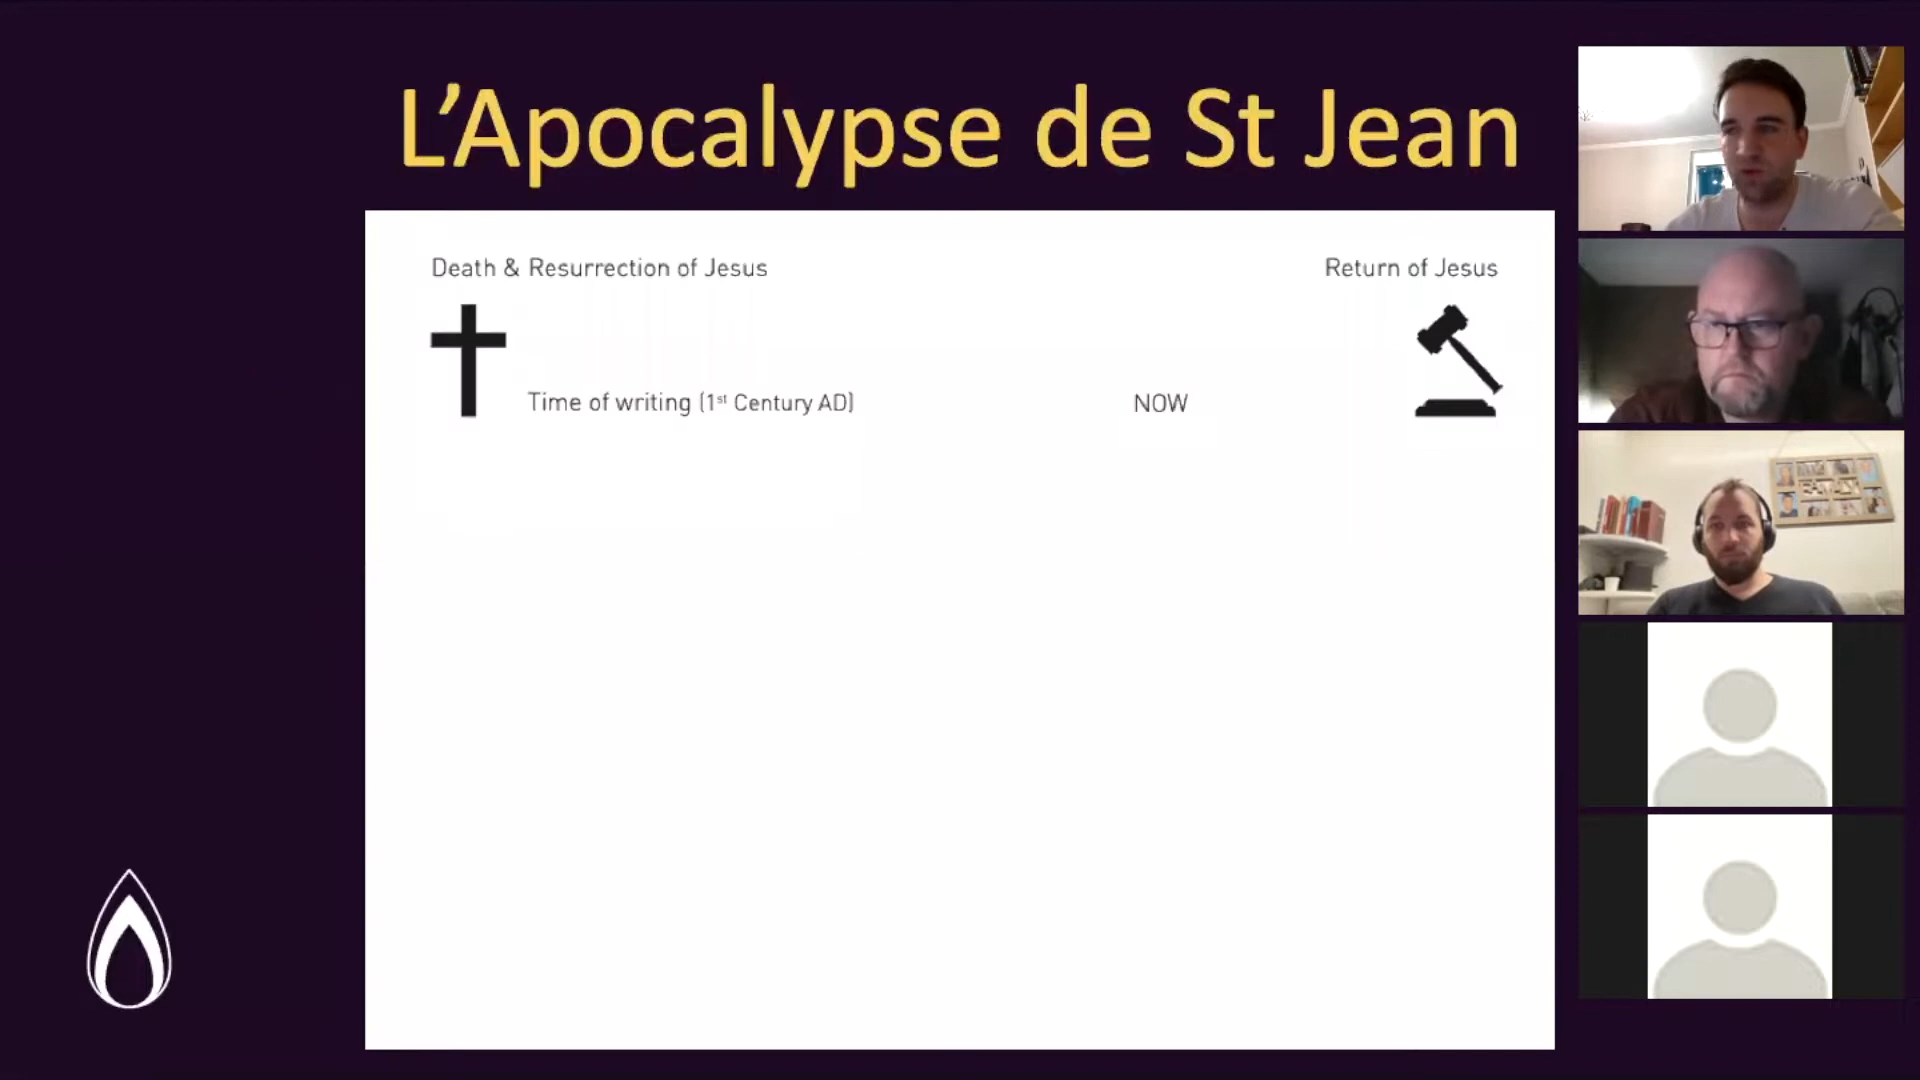 L’Apocalypse de St Jean
Death & Resurrection of Jesus
Return of Jesus
Time of writing (1st Century AD)
NOW